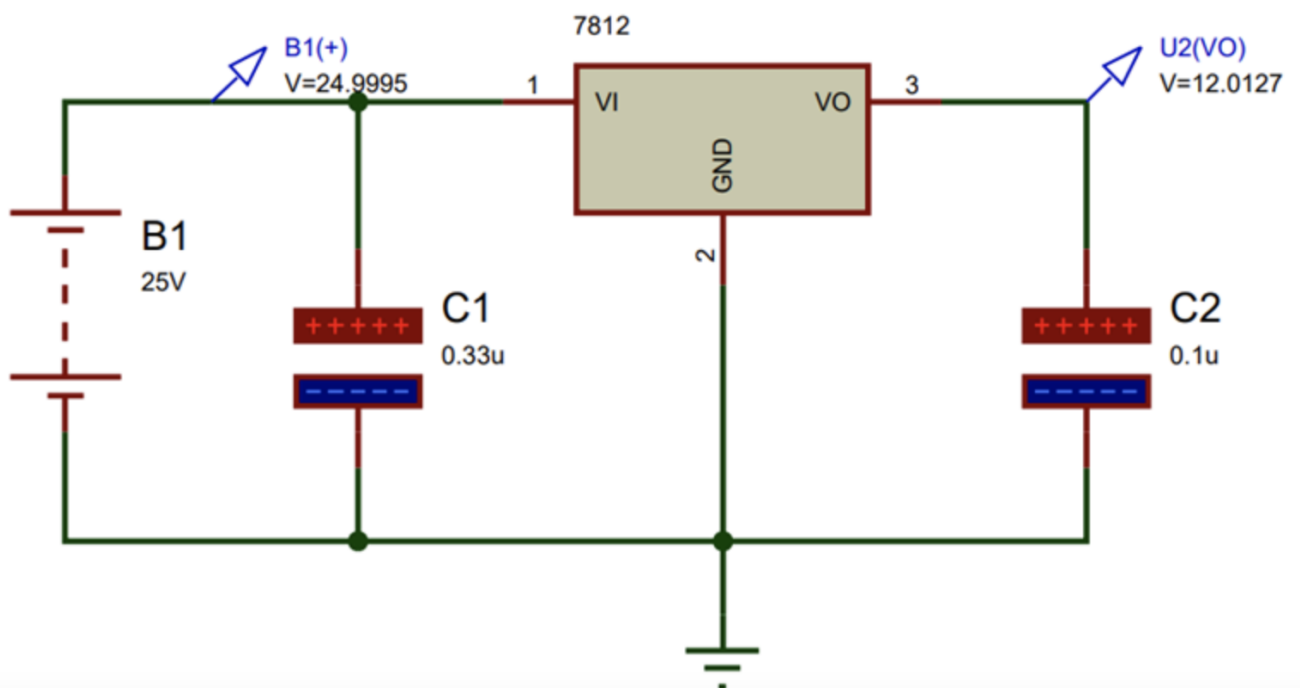 7812
B1(+)
V=24.9995
U2(VO)
V=12.0127
1
VI
VO
3
GND
2
B1
25V
C1
0.33u
+++++
-----
C2
0.1u
+++++
-----